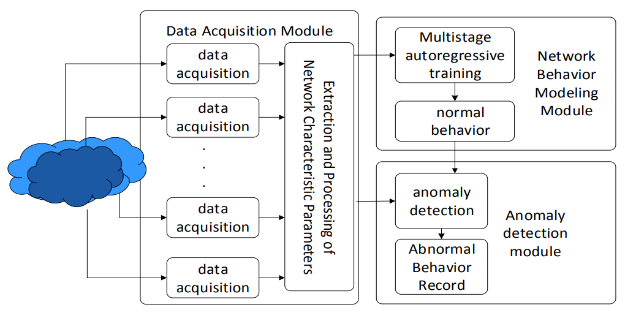 Data Acquisition Module
data
acquisition
data
acquisition
.
.
.
data
acquisition
data
acquisition
Extraction and Processing of
Network Characteristic Parameters
Multistage
autoregressive
training
normal
behavior
Network
Behavior
Modeling
Module
anomaly
detection
Abnormal
Behavior
Record
Anomaly
detection
module